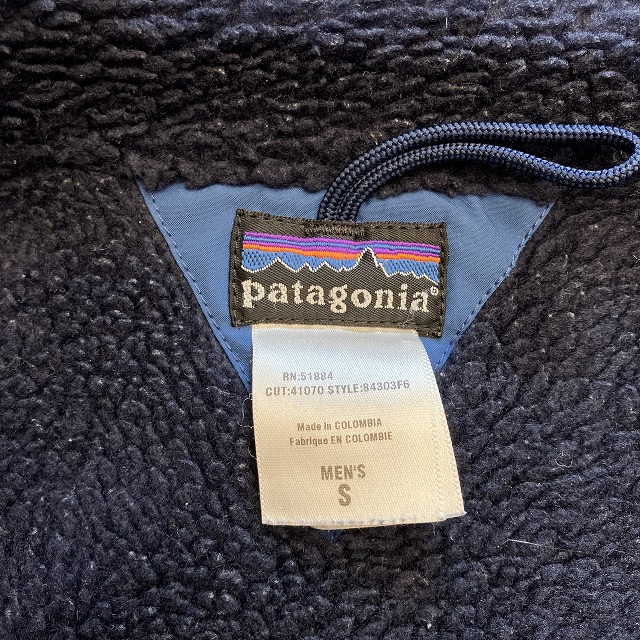 patagonia®
RN:51884
CUT:41070 STYLE:84303F6
Made in COLOMBIA
Fabrique EN COLOMBIE
MEN'S
S